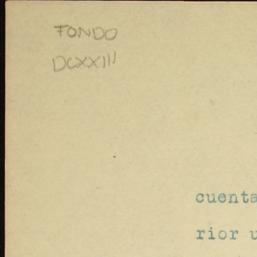 FONDO
DCXXIII
cuenta
rior u